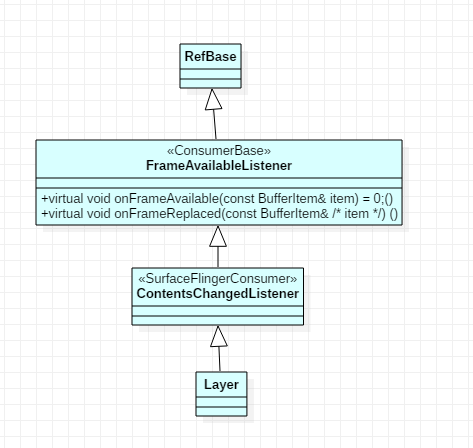 RefBase
«ConsumerBase»
FrameAvailableListener
+virtual void onFrameAvailable(const BufferItem& item) = 0;()
+virtual void onFrameReplaced(const BufferItem& /* item */) ()
«SurfaceFlingerConsumer»
ContentsChangedListener
Layer